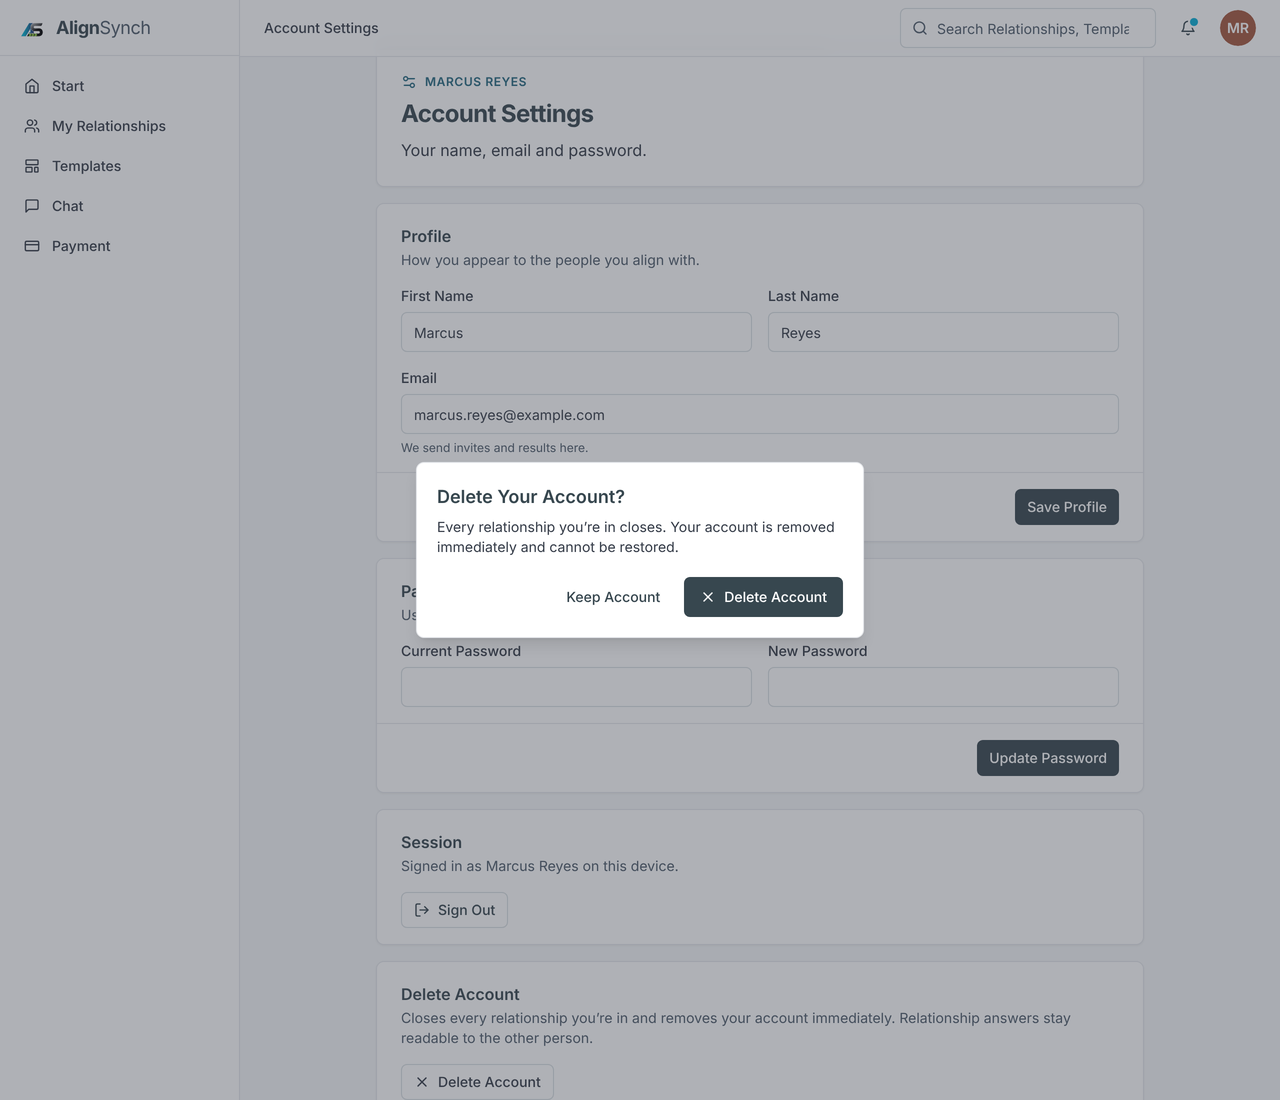 AlignSynch
Account Settings
Search Relationships, Templa
MR
Start
My Relationships
Templates
Chat
Payment
MARCUS REYES
Account Settings
Your name, email and password.
Profile
How you appear to the people you align with.
First Name
Last Name
Marcus
Reyes
Email
marcus.reyes@example.com
We send invites and results here.
Save Profile
Delete Your Account?
Every relationship you’re in closes. Your account is removed
immediately and cannot be restored.
Keep Account
Delete Account
Pa
Us
Current Password
New Password
Update Password
Session
Signed in as Marcus Reyes on this device.
Sign Out
Delete Account
Closes every relationship you’re in and removes your account immediately. Relationship answers stay
readable to the other person.
Delete Account